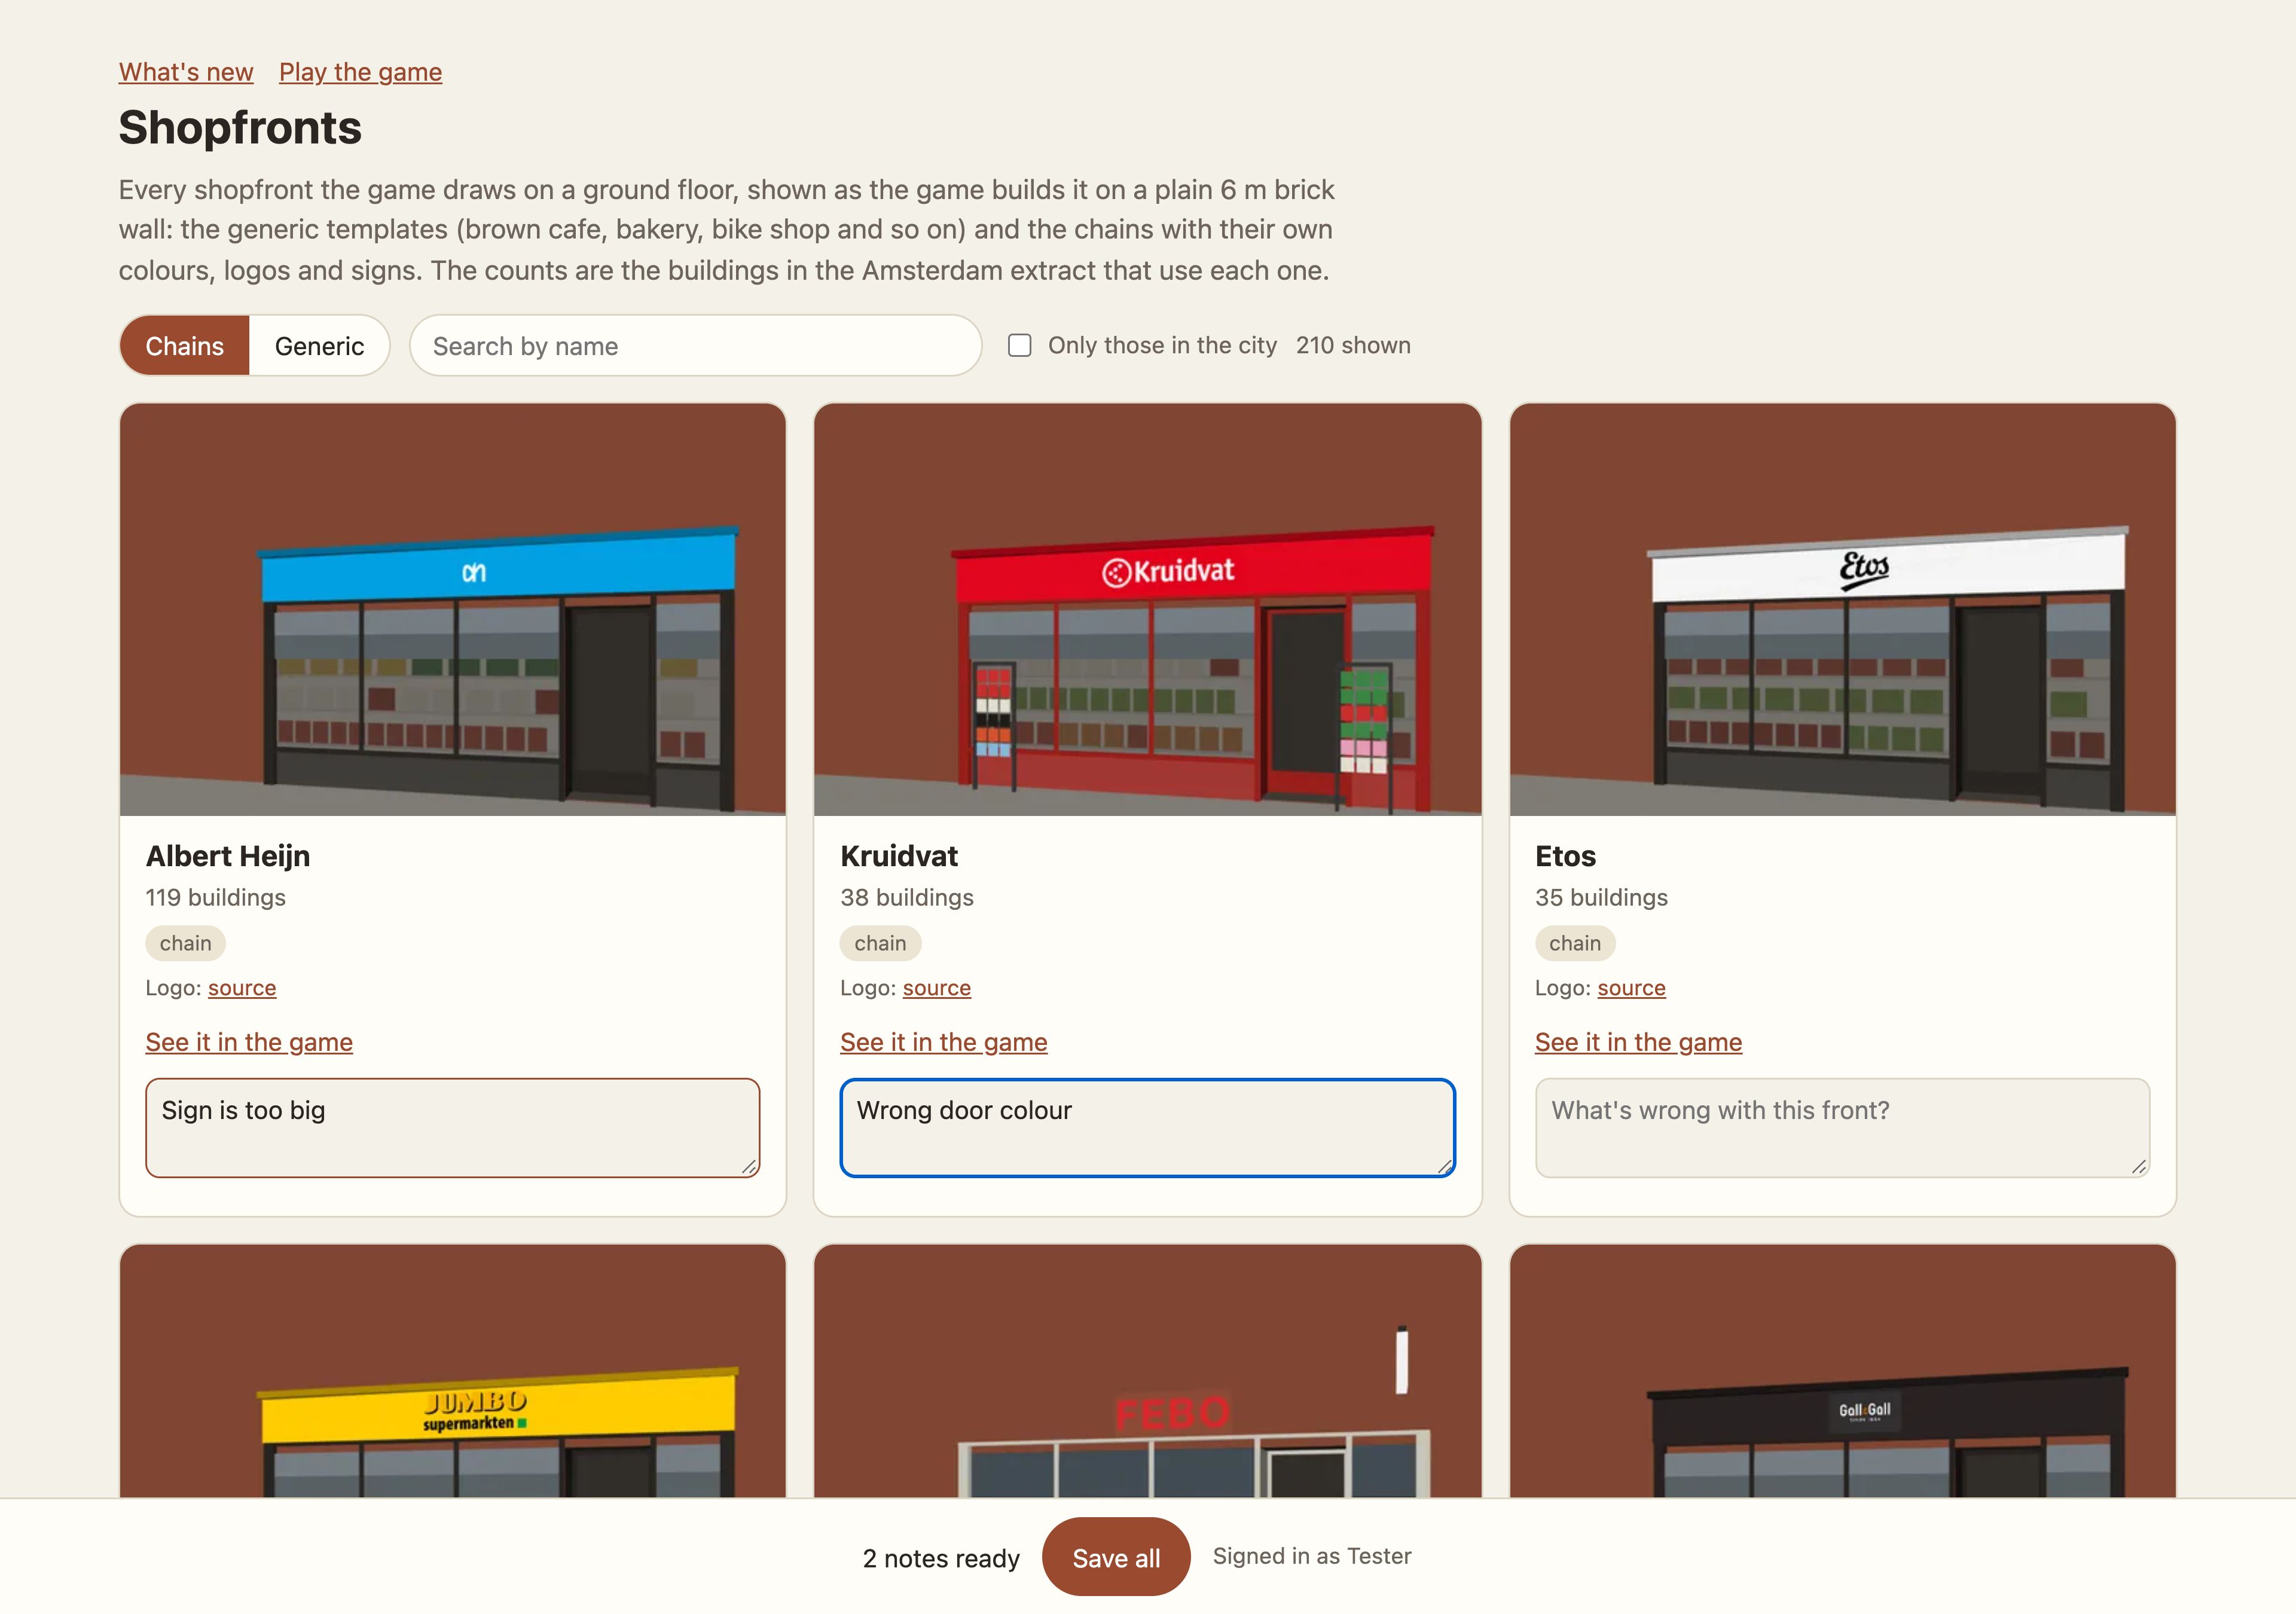 What's new Play the game
Shopfronts
Every shopfront the game draws on a ground floor, shown as the game builds it on a plain 6 m brick
wall: the generic templates (brown cafe, bakery, bike shop and so on) and the chains with their own
colours, logos and signs. The counts are the buildings in the Amsterdam extract that use each one.
Chains Generic Search by name Only those in the city 210 shown
ah
Kruidvat
Etos
Albert Heijn
38 buildings
Kruidvat
119 buildings
Etos
35 buildings
chain
chain
chain
Logo: source
Logo: source
Logo: source
See it in the game
See it in the game
See it in the game
Sign is too big
Wrong door colour
What's wrong with this front?
JUMBO
supermarkten
FEBO
Gall&Gall
2 notes ready Save all Signed in as Tester